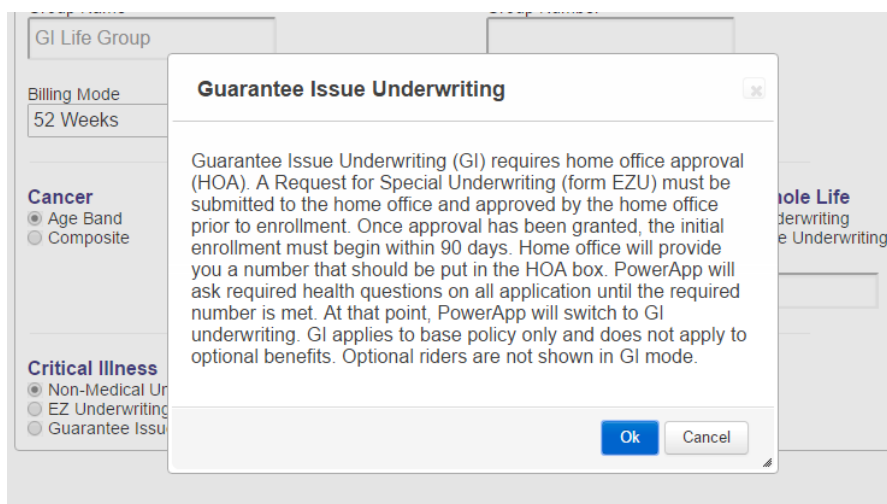 GI Life Group
Billing Mode
52 Weeks
Guarantee Issue Underwriting
Guarantee Issue Underwriting (GI) requires home office approval
(HOA). A Request for Special Underwriting (form EZU) must be
submitted to the home office and approved by the home office
prior to enrollment. Once approval has been granted, the initial
enrollment must begin within 90 days. Home office will provide
you a number that should be put in the HOA box. PowerApp will
ask required health questions on all application until the required
number is met. At that point, PowerApp will switch to GI
underwriting. GI applies to base policy only and does not apply to
optional benefits. Optional riders are not shown in GI mode.
Ok
Cancel
Cancer
Age Band
Composite
Life
Underwriting
Critical Illness
Non-Medical
EZ Underwriting
Guarantee